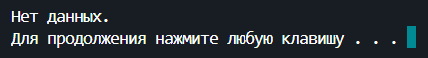 Нет данных.
Для продолжения нажмите любую клавишу . . .